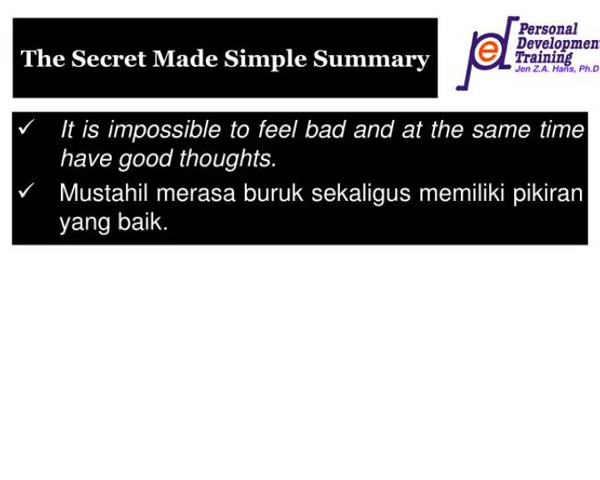 The Secret Made Simple Summary
Personal
Development
Training
Jen Z.A. Hans, Ph.D
✓ It is impossible to feel bad and at the same time
have good thoughts.
✓ Mustahil merasa buruk sekaligus memiliki pikiran
yang baik.